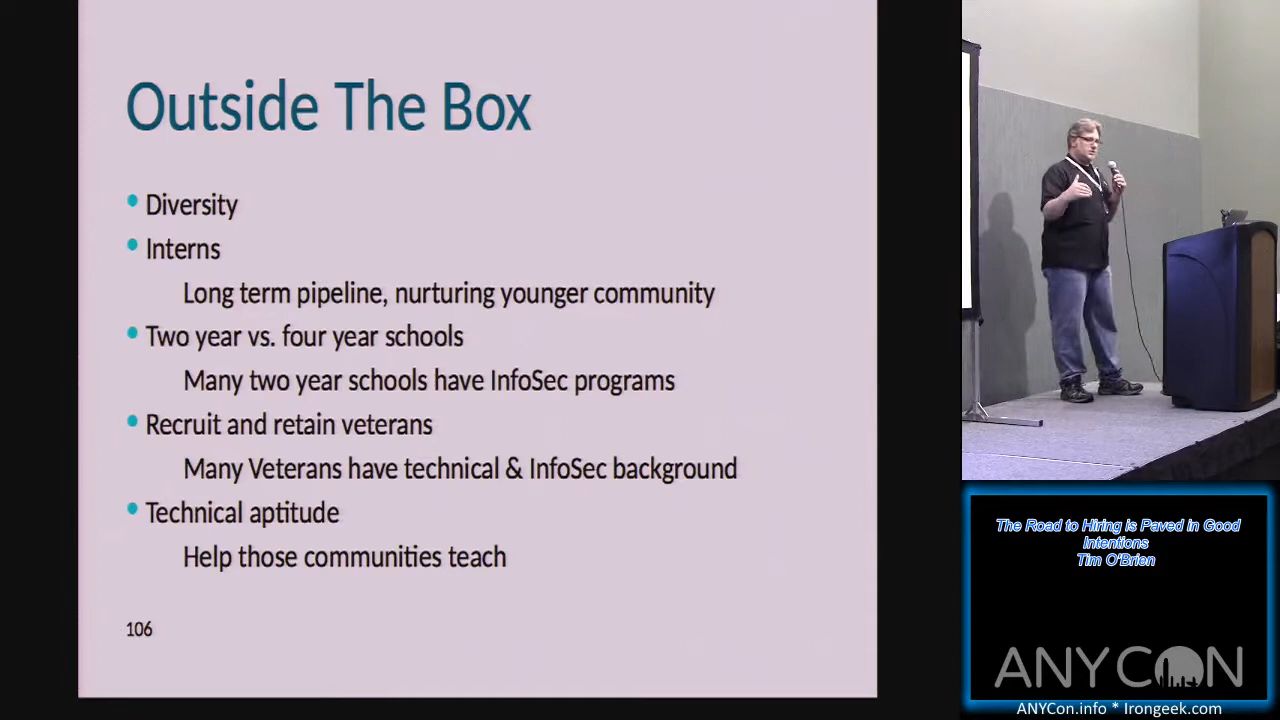 Outside The Box
• Diversity
• Interns
Long term pipeline, nurturing younger community
• Two year vs. four year schools
Many two year schools have InfoSec programs
• Recruit and retain veterans
Many Veterans have technical & InfoSec background
• Technical aptitude
Help those communities teach
106
The Road to Hiring is Paved in Good
Intentions
Tim O'Brien
ANYCON
ANYCon.info * Irongeek.com